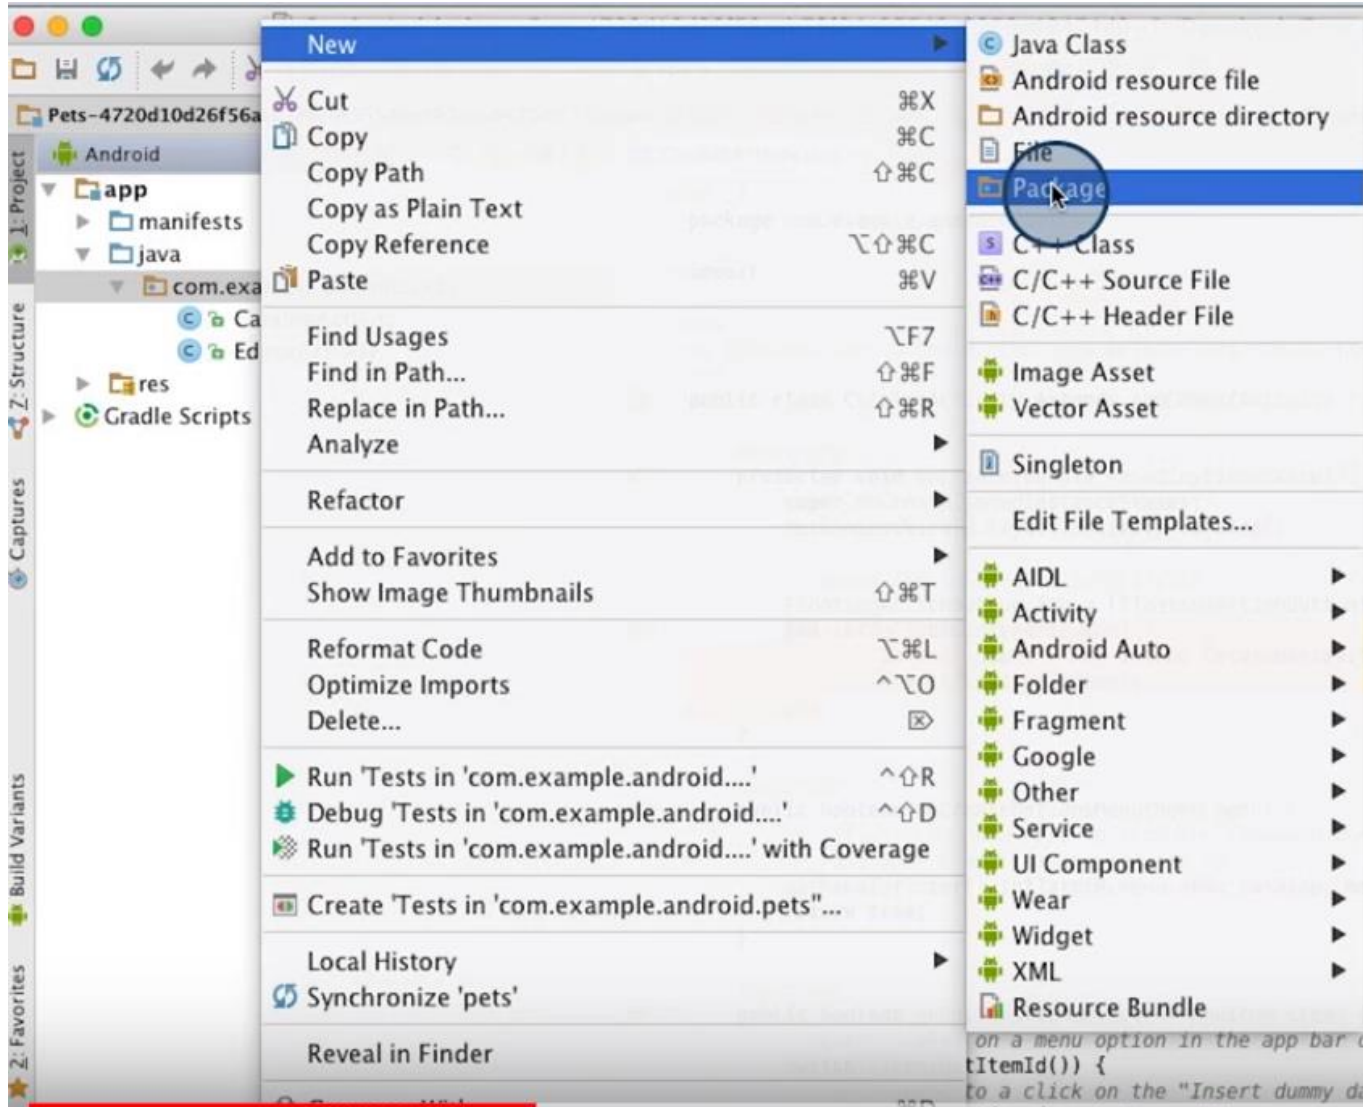 New
Java Class
Android resource file
Android resource directory
File
Package
C++ Class
C/C++ Source File
C/C++ Header File
Image Asset
Vector Asset
Singleton
Edit File Templates...
AIDL
Activity
Android Auto
Folder
Fragment
Google
Other
Service
UI Component
Wear
Widget
XML
Resource Bundle
Cut ⌘X
Copy ⌘C
Copy Path ⇧⌘C
Copy as Plain Text
Copy Reference ⌥⇧⌘C
Paste ⌘V
Find Usages ⌥F7
Find in Path... ⇧⌘F
Replace in Path... ⇧⌘R
Analyze
Refactor
Add to Favorites
Show Image Thumbnails ⇧⌘T
Reformat Code ⌥⌘L
Optimize Imports ^⌥O
Delete... ⌦
Run 'Tests in 'com.example.android....' ^⇧R
Debug 'Tests in 'com.example.android....' ^⇧D
Run 'Tests in 'com.example.android....' with Coverage
Create 'Tests in 'com.example.android.pets''...
Local History
Synchronize 'pets'
Reveal in Finder
⌘D
Pets-4720d10d26f56a
Android
app
manifests
java
com.exa
Ca
Ed
res
Gradle Scripts
1: Project
Z: Structure
Captures
Build Variants
2: Favorites
on a menu option in the app bar
tItemId()) {
to a click on the "Insert dummy da